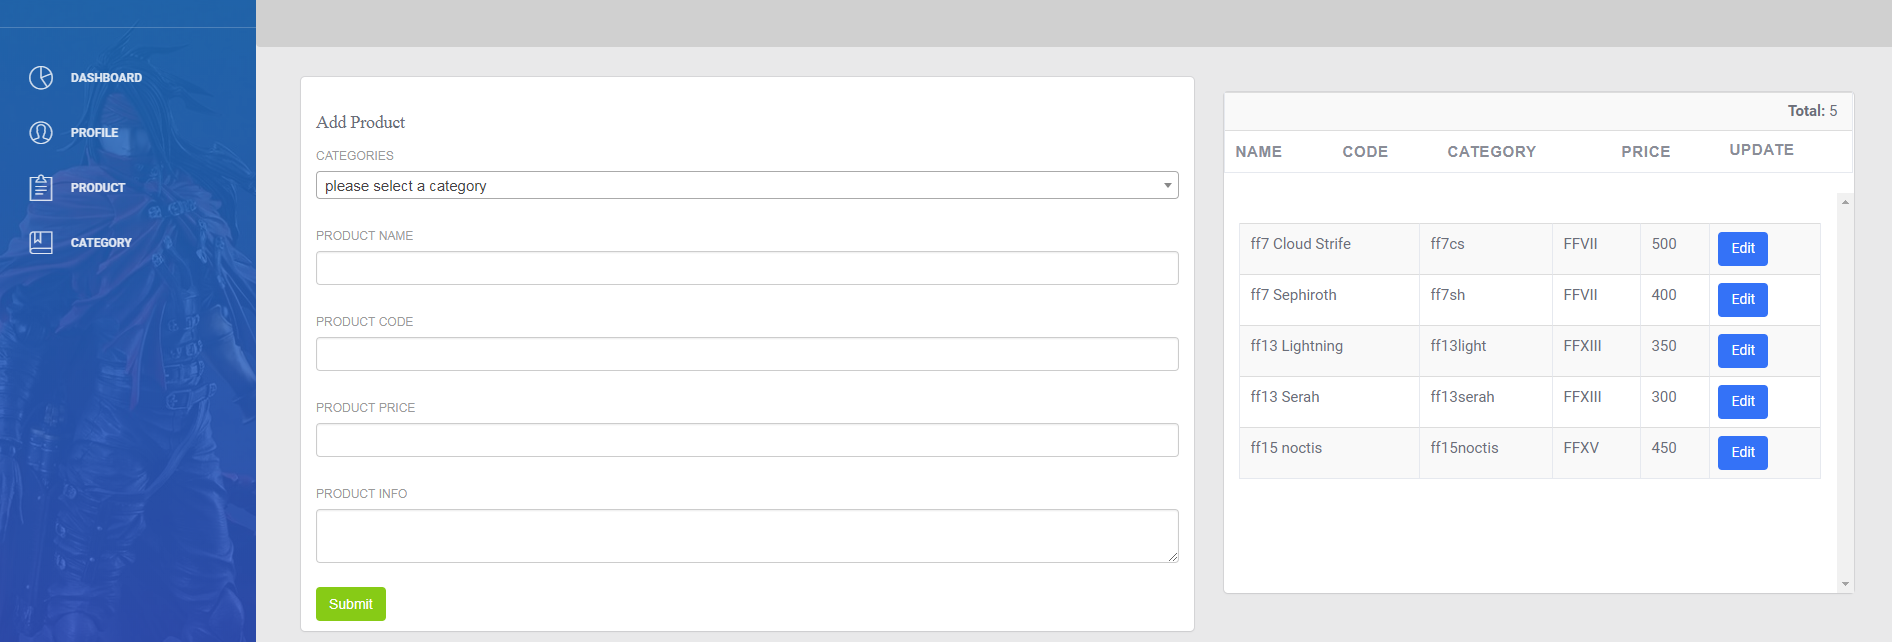 DASHBOARD
PROFILE
PRODUCT
CATEGORY
Add Product
CATEGORIES
please select a category
PRODUCT NAME
PRODUCT CODE
PRODUCT PRICE
PRODUCT INFO
Submit
Total: 5
NAME CODE CATEGORY PRICE UPDATE
ff7 Cloud Strife ff7cs FFVII 500 Edit
ff7 Sephiroth ff7sh FFVII 400 Edit
ff13 Lightning ff13light FFXIII 350 Edit
ff13 Serah ff13serah FFXIII 300 Edit
ff15 noctis ff15noctis FFXV 450 Edit